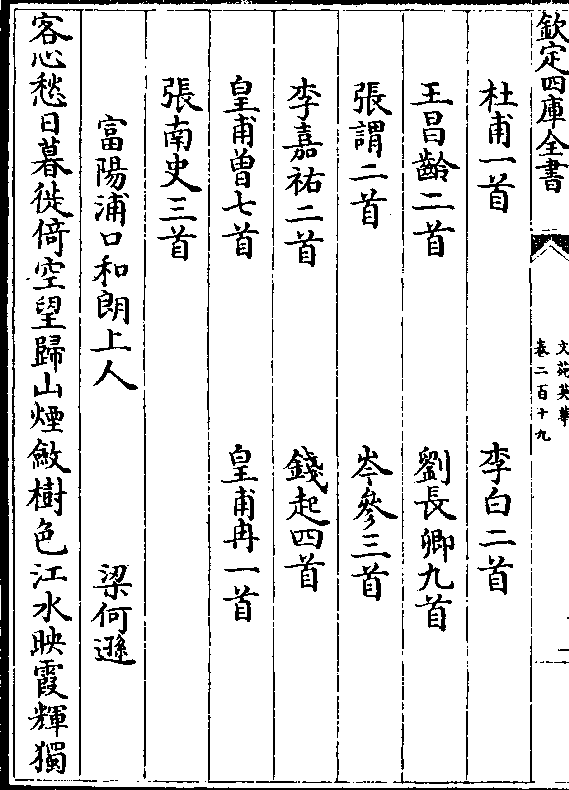 欽定四庫全書
文苑英華
卷二百十九
杜甫一首 李白二首
王昌齡二首 劉長卿九首
張謂二首 岑參三首
李嘉祐二首 錢起四首
皇甫曽七首 皇甫冉一首
張南史三首
富陽浦口和朗上人 梁何遜
客心愁日暮徙倚空望歸山煙斂樹色江水映霞輝獨